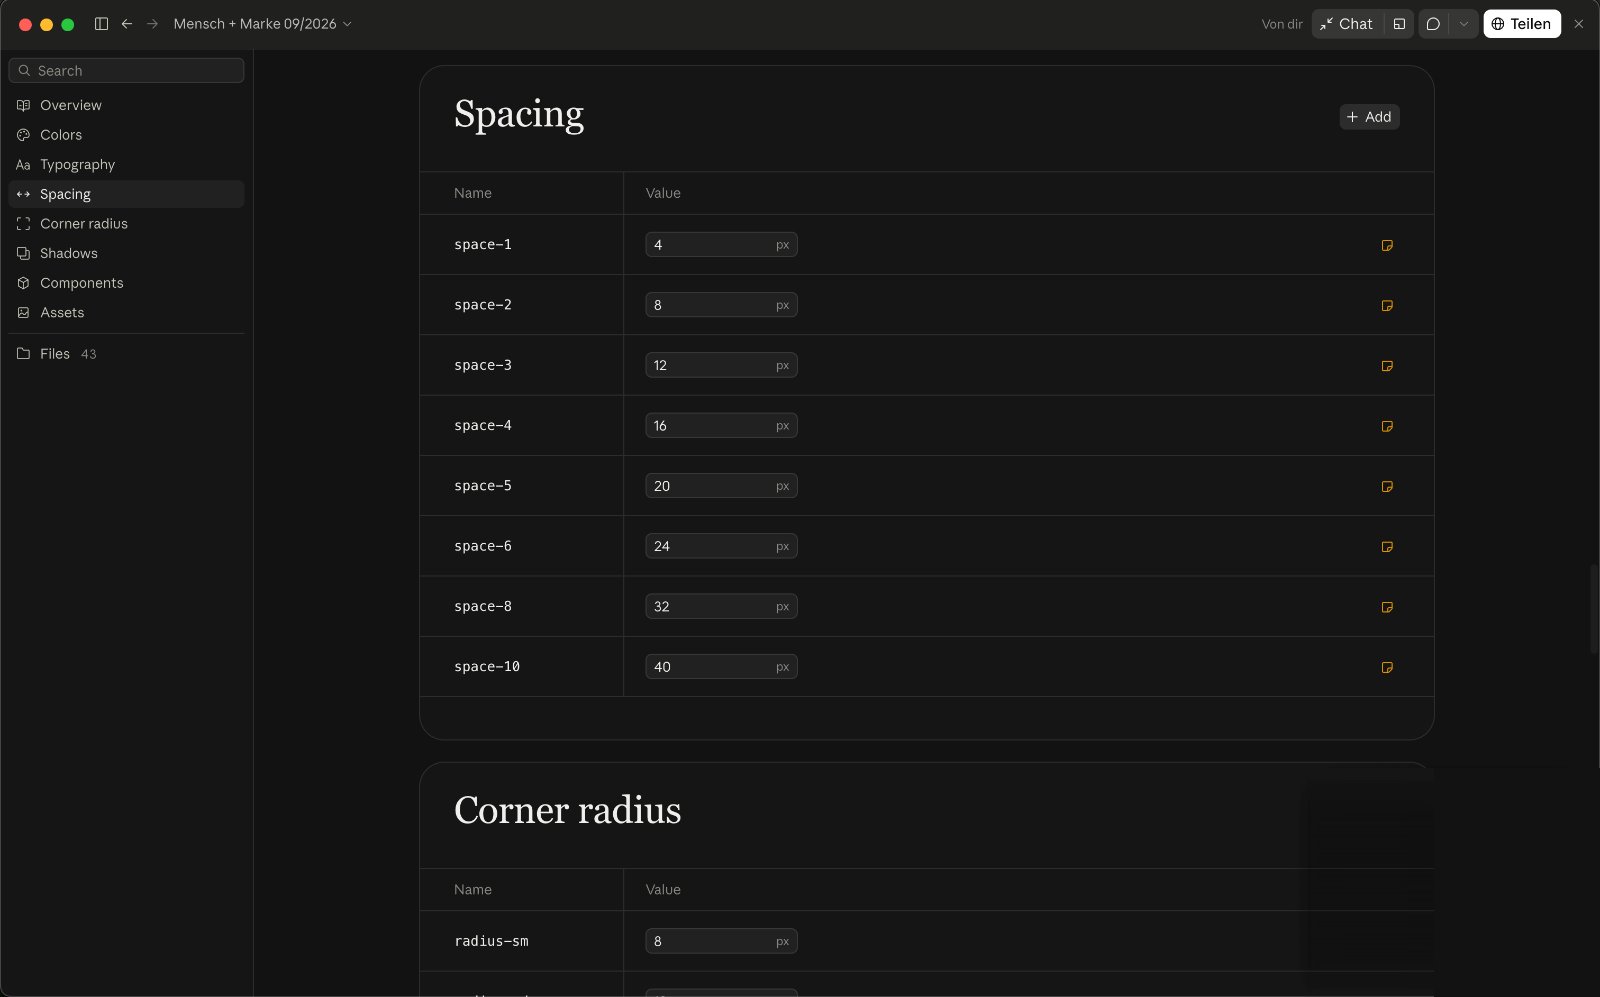 Mensch + Marke 09/2026
Von dir
Chat
Teilen
Search
Overview
Colors
Aa Typography
Spacing
Corner radius
Shadows
Components
Assets
Files 43
Spacing
+ Add
Name Value
space-1 4 px
space-2 8 px
space-3 12 px
space-4 16 px
space-5 20 px
space-6 24 px
space-8 32 px
space-10 40 px
Corner radius
Name Value
radius-sm 8 px